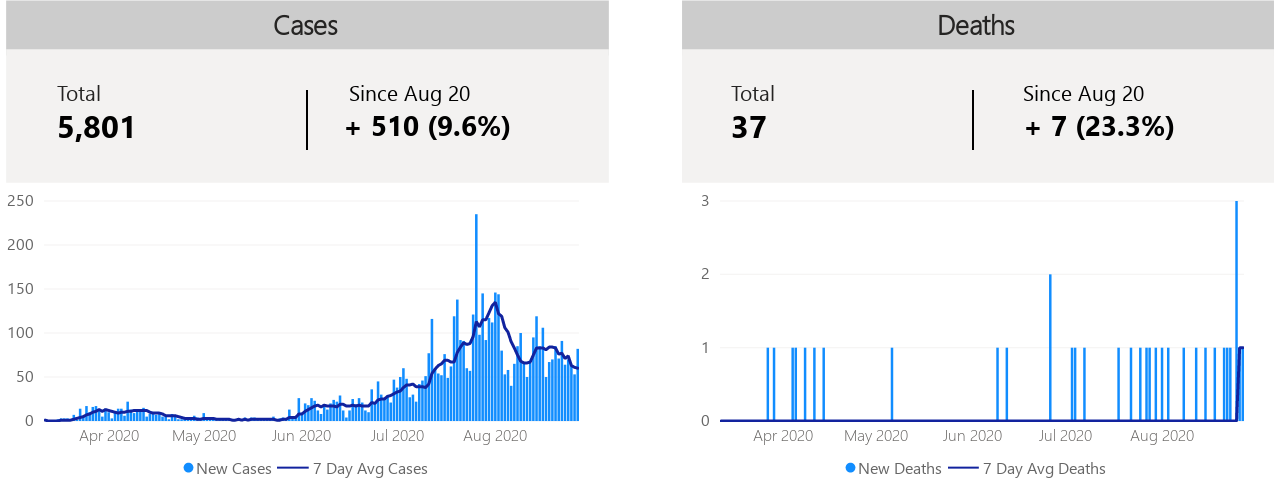 Cases
Total
Since Aug 20
5,801
+ 510 (9.6%)
250
200
150
100
50
0
Apr 2020
May 2020
Jun 2020
Jul 2020
Aug 2020
New Cases
7 Day Avg Cases
Deaths
Total
Since Aug 20
37
+ 7 (23.3%)
3
2
1
0
Apr 2020
May 2020
Jun 2020
Jul 2020
Aug 2020
New Deaths
7 Day Avg Deaths